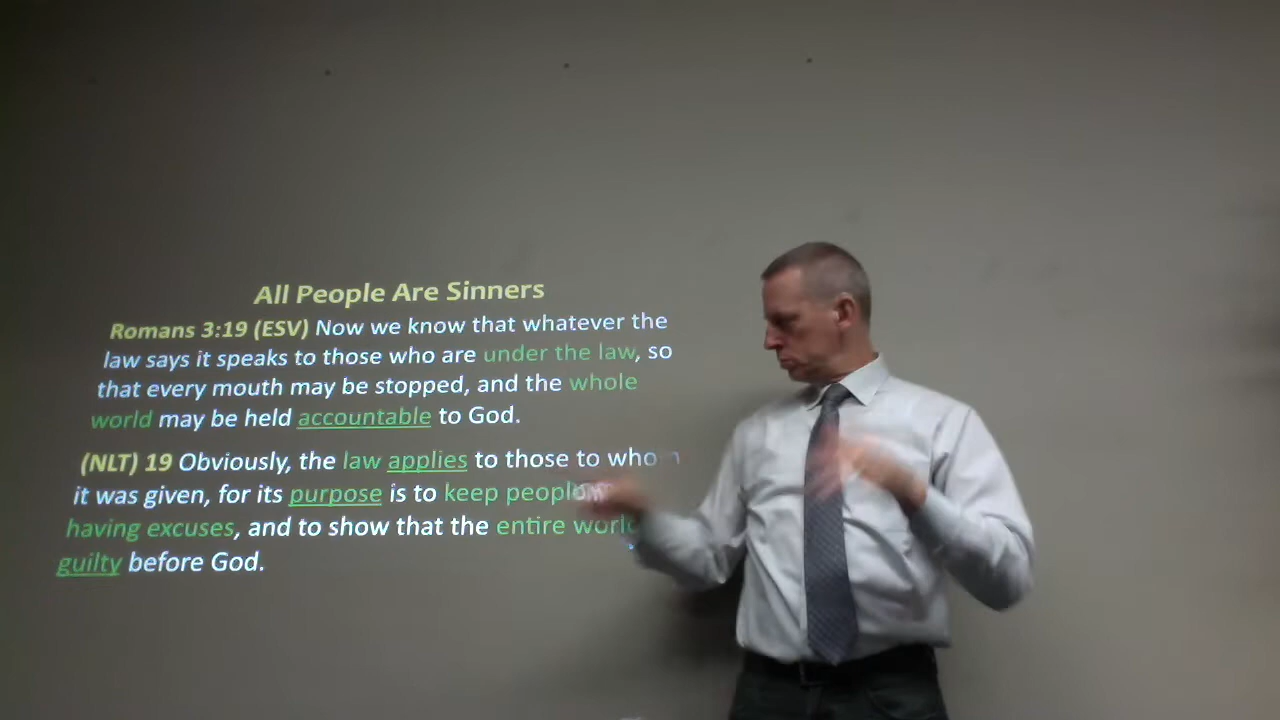 All People Are Sinners
Romans 3:19 (ESV) Now we know that whatever the
law says it speaks to those who are under the law, so
that every mouth may be stopped, and the whole
world may be held accountable to God.
(NLT) 19 Obviously, the law applies to those to whom
it was given, for its purpose is to keep people
having excuses, and to show that the entire world
guilty before God.